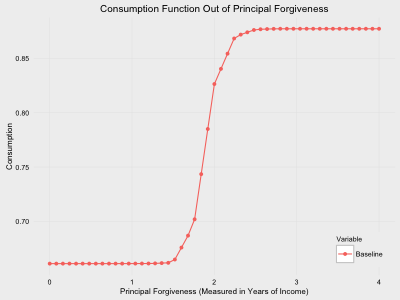 Consumption Function Out of Principal Forgiveness
Consumption
0.85
0.80
0.75
0.70
Variable
Baseline
0 1 2 3 4
Principal Forgiveness (Measured in Years of Income)